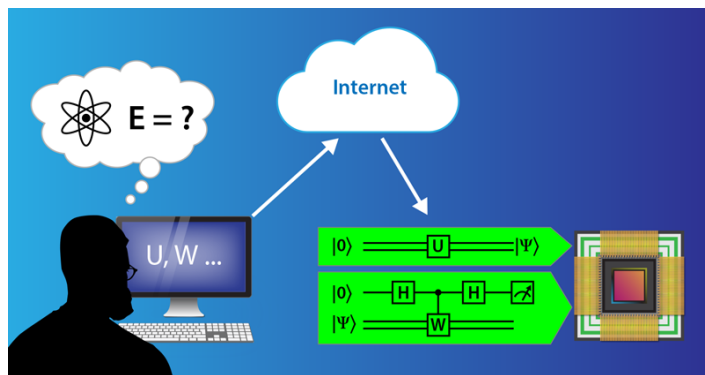 Internet
E = ?
U, W ...
|0⟩ U |Ψ⟩
|0⟩ H H
|Ψ⟩ W